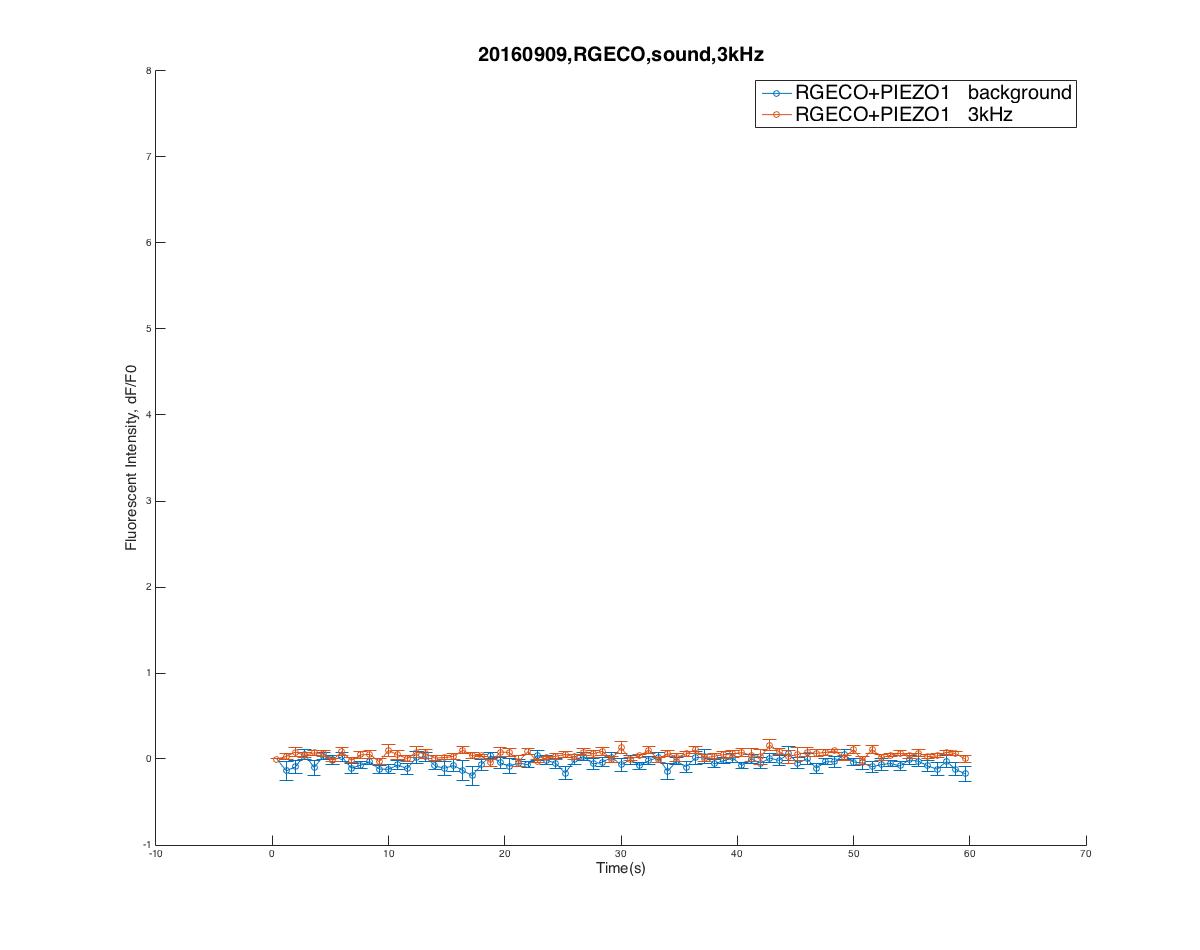 20160909,RGECO,sound,3kHz
RGECO+PIEZO1 background
RGECO+PIEZO1 3kHz
8
7
6
5
4
3
2
1
0
-1
Fluorescent Intensity, dF/F0
-10 0 10 20 30 40 50 60 70
Time(s)